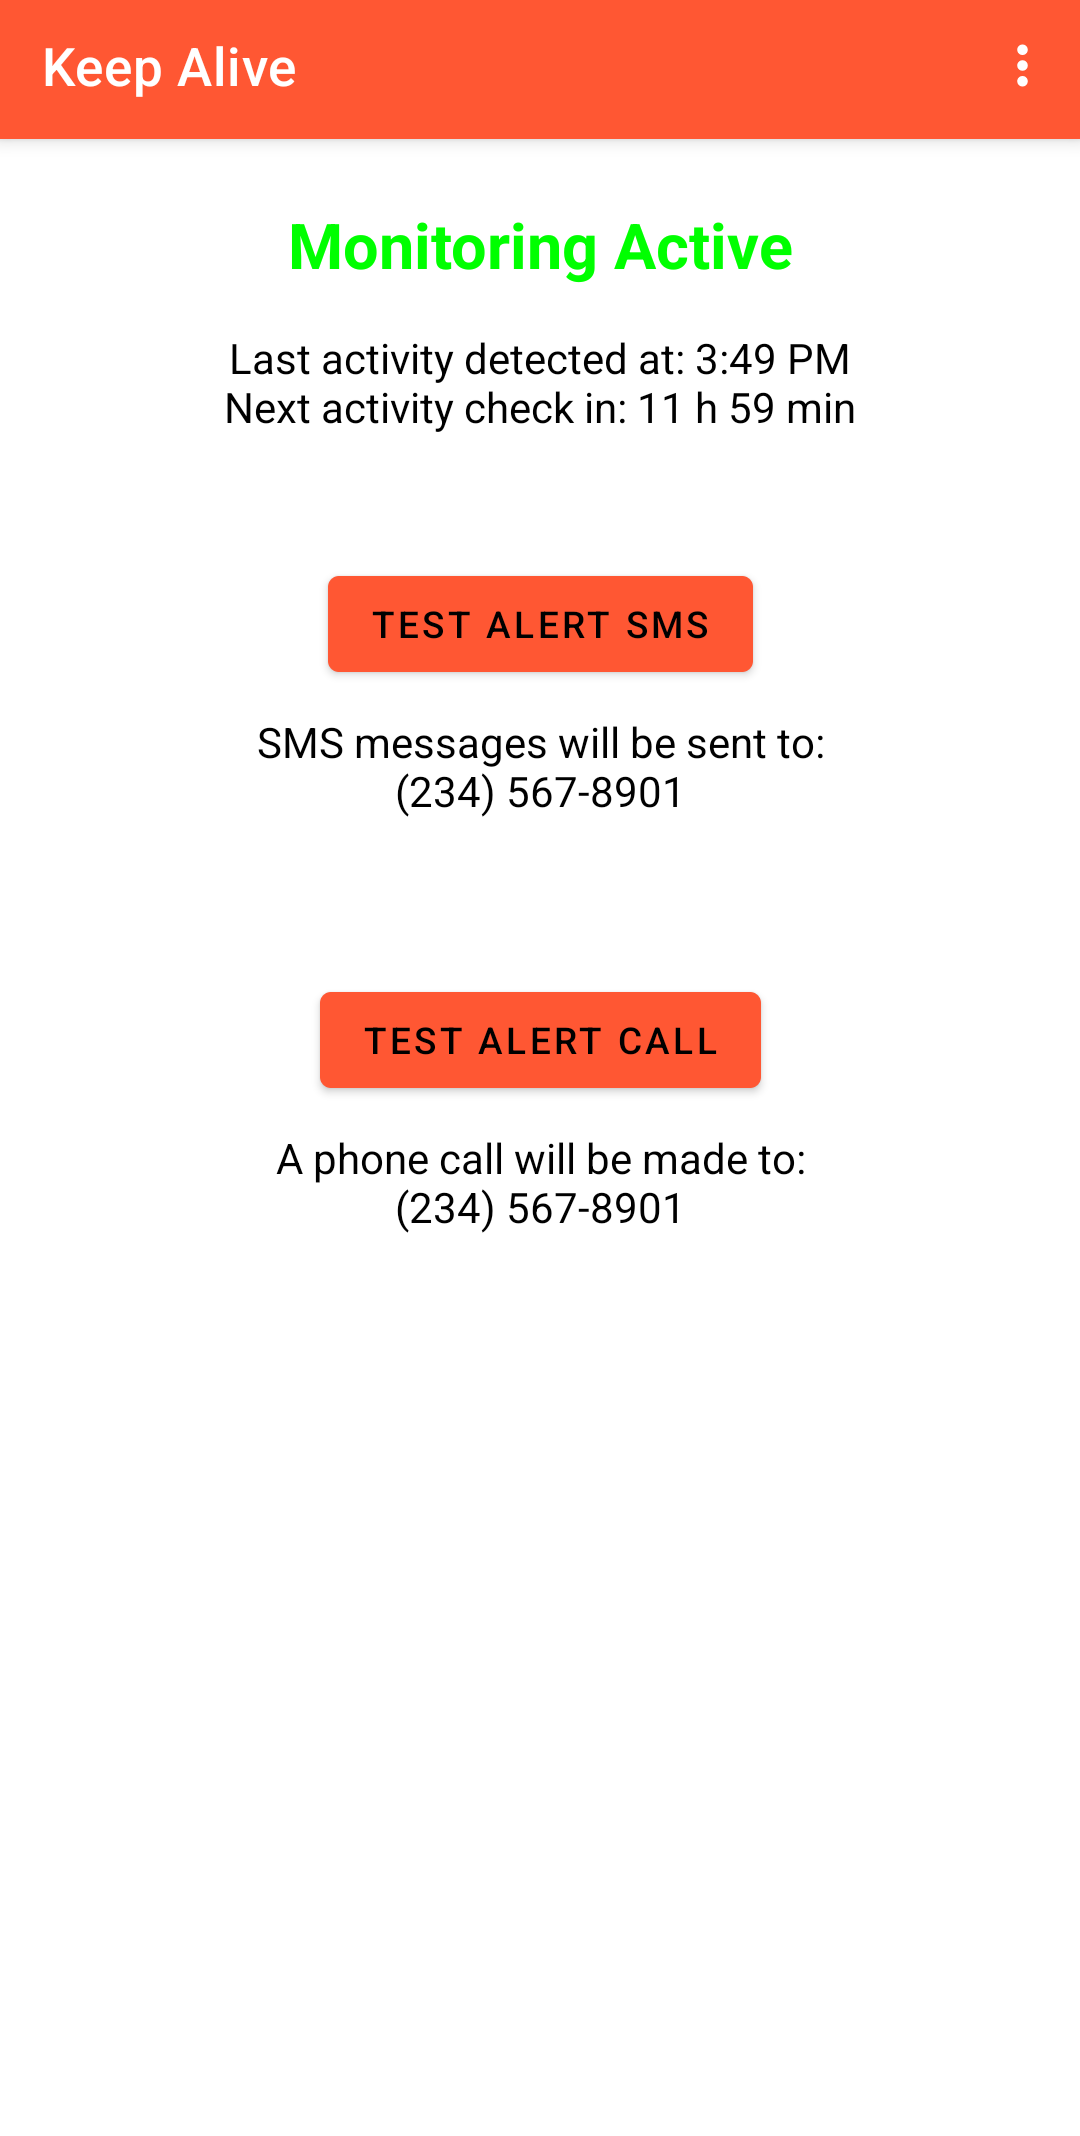 Keep Alive
Monitoring Active
Last activity detected at: 3:49 PM
Next activity check in: 11 h 59 min
TEST ALERT SMS
SMS messages will be sent to:
(234) 567-8901
TEST ALERT CALL
A phone call will be made to:
(234) 567-8901